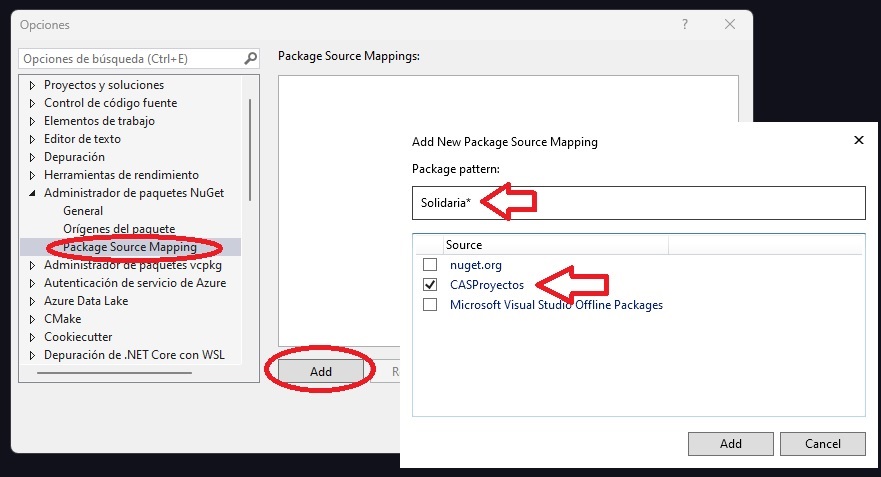 Opciones
?
Opciones de búsqueda (Ctrl+E)
Proyectos y soluciones
Control de código fuente
Elementos de trabajo
Editor de texto
Depuración
Herramientas de rendimiento
Administrador de paquetes NuGet
General
Orígenes del paquete
Package Source Mapping
Administrador de paquetes vcpkg
Autenticación de servicio de Azure
Azure Data Lake
CMake
Cookiecutter
Depuración de .NET Core con WSL
Package Source Mappings:
Add
Add New Package Source Mapping
Package pattern:
Solidaria*
Source
nuget.org
CASProyectos
Microsoft Visual Studio Offline Packages
Add
Cancel